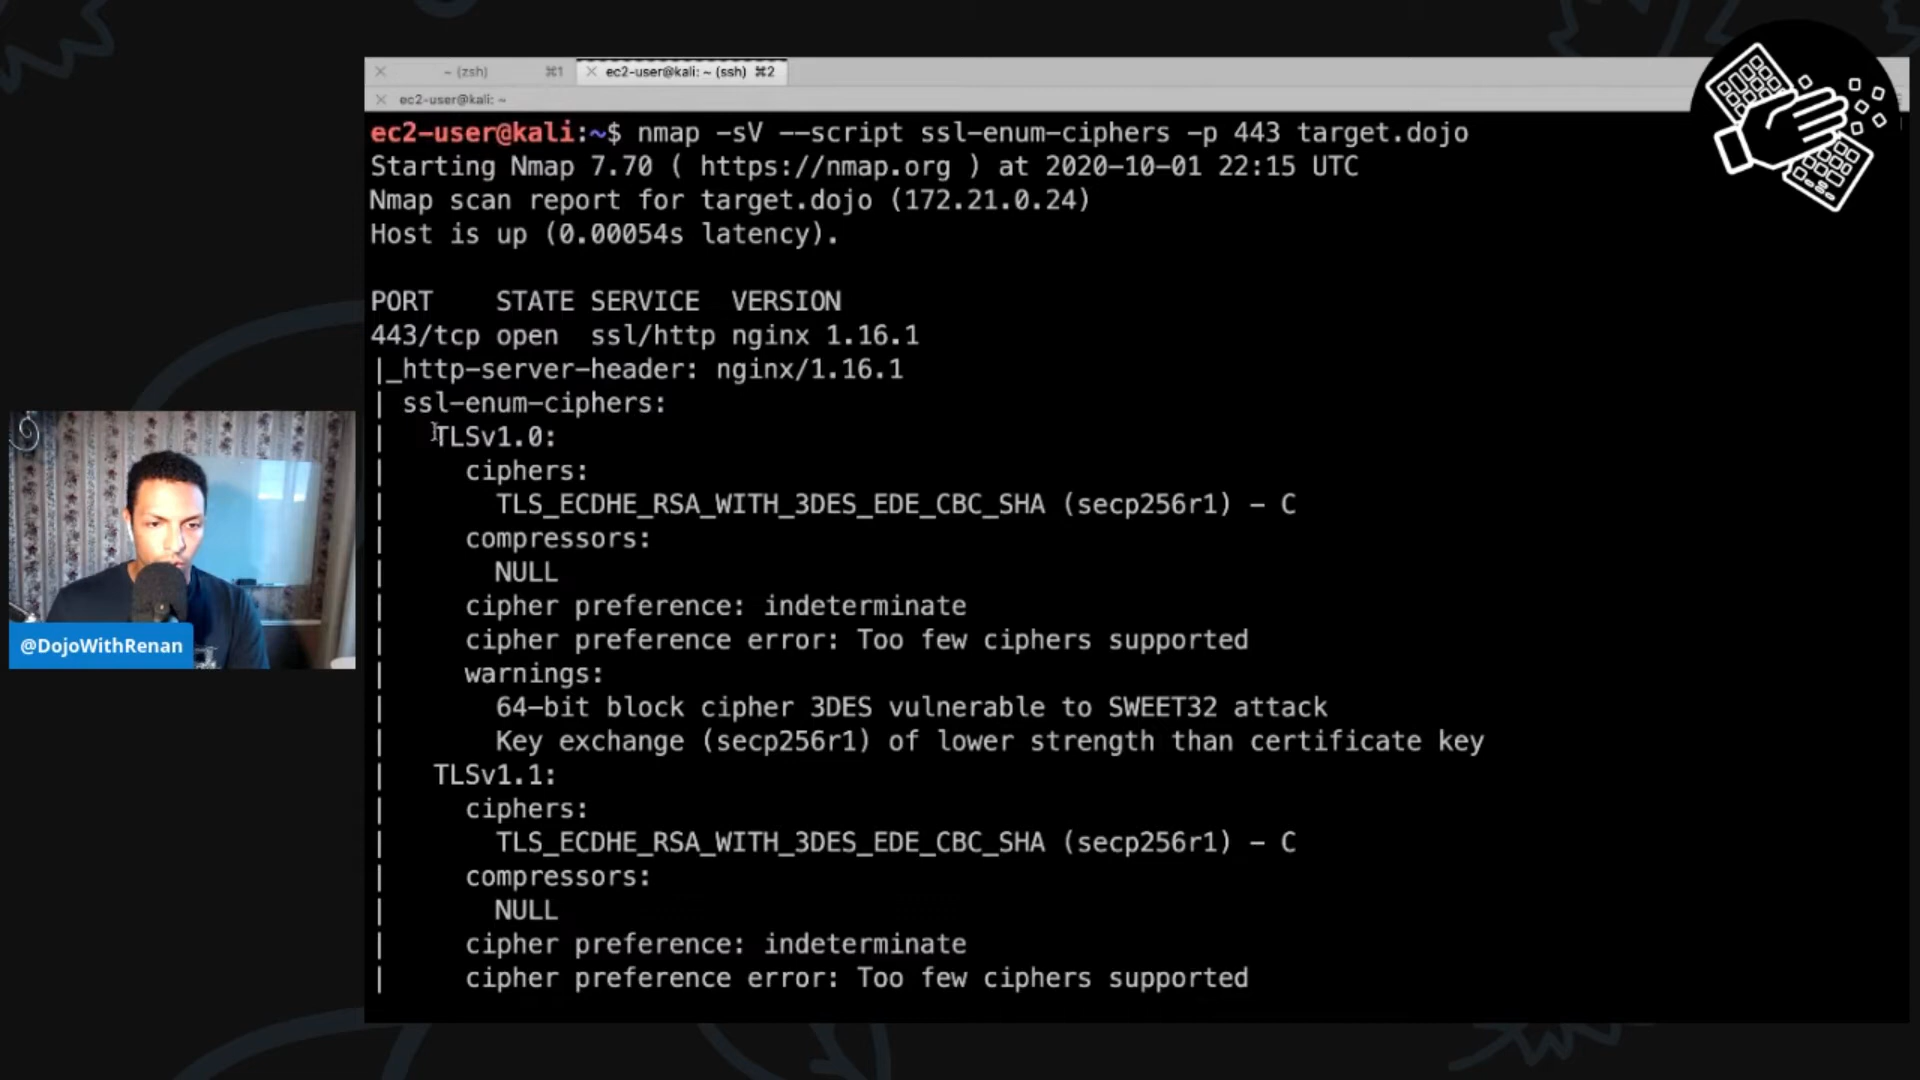 ~ (zsh) ⌘1 ec2-user@kali: ~ (ssh) ⌘2
ec2-user@kali: ~
ec2-user@kali:~$ nmap -sV --script ssl-enum-ciphers -p 443 target.dojo
Starting Nmap 7.70 ( https://nmap.org ) at 2020-10-01 22:15 UTC
Nmap scan report for target.dojo (172.21.0.24)
Host is up (0.00054s latency).
PORT    STATE SERVICE  VERSION
443/tcp open  ssl/http nginx 1.16.1
|_http-server-header: nginx/1.16.1
| ssl-enum-ciphers:
|   TLSv1.0:
|     ciphers:
|       TLS_ECDHE_RSA_WITH_3DES_EDE_CBC_SHA (secp256r1) - C
|     compressors:
|       NULL
|     cipher preference: indeterminate
|     cipher preference error: Too few ciphers supported
|     warnings:
|       64-bit block cipher 3DES vulnerable to SWEET32 attack
|       Key exchange (secp256r1) of lower strength than certificate key
|   TLSv1.1:
|     ciphers:
|       TLS_ECDHE_RSA_WITH_3DES_EDE_CBC_SHA (secp256r1) - C
|     compressors:
|       NULL
|     cipher preference: indeterminate
|     cipher preference error: Too few ciphers supported
@DojoWithRenan